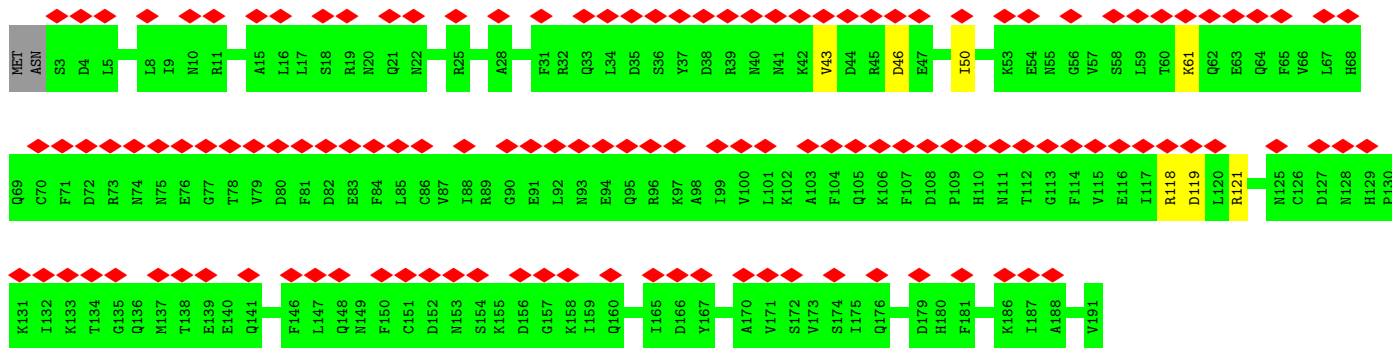 MET ASN S3 D4 L5 L8 I9 N10 R11 A15 L16 L17 S18 R19 N20 Q21 N22 R25 A28 F31 R32 Q33 L34 D35 S36 Y37 D38 R39 N40 N41 K42 V43 D44 R45 D46 E47 I50 K53 E54 N55 G56 V57 S58 L59 T60 K61 Q62 E63 Q64 F65 V66 L67 H68
Q69 C70 F71 D72 R73 N74 N75 E76 G77 T78 V79 D80 F81 D82 E83 F84 L85 C86 V87 I88 R89 G90 E91 L92 N93 E94 Q95 R96 K97 A98 I99 V100 L101 K102 A103 F104 Q105 K106 F107 D108 P109 H110 N111 T112 G113 F114 V115 E116 I117 R118 D119 L120 R121 N125 C126 D127 N128 H129 P130
K131 I132 K133 T134 G135 Q136 M137 T138 E139 E140 Q141 F146 L147 Q148 N149 F150 C151 D152 N153 S154 K155 D156 G157 K158 I159 Q160 I165 D166 Y167 A170 V171 S172 V173 S174 I175 Q176 D179 H180 F181 K186 I187 A188 V191